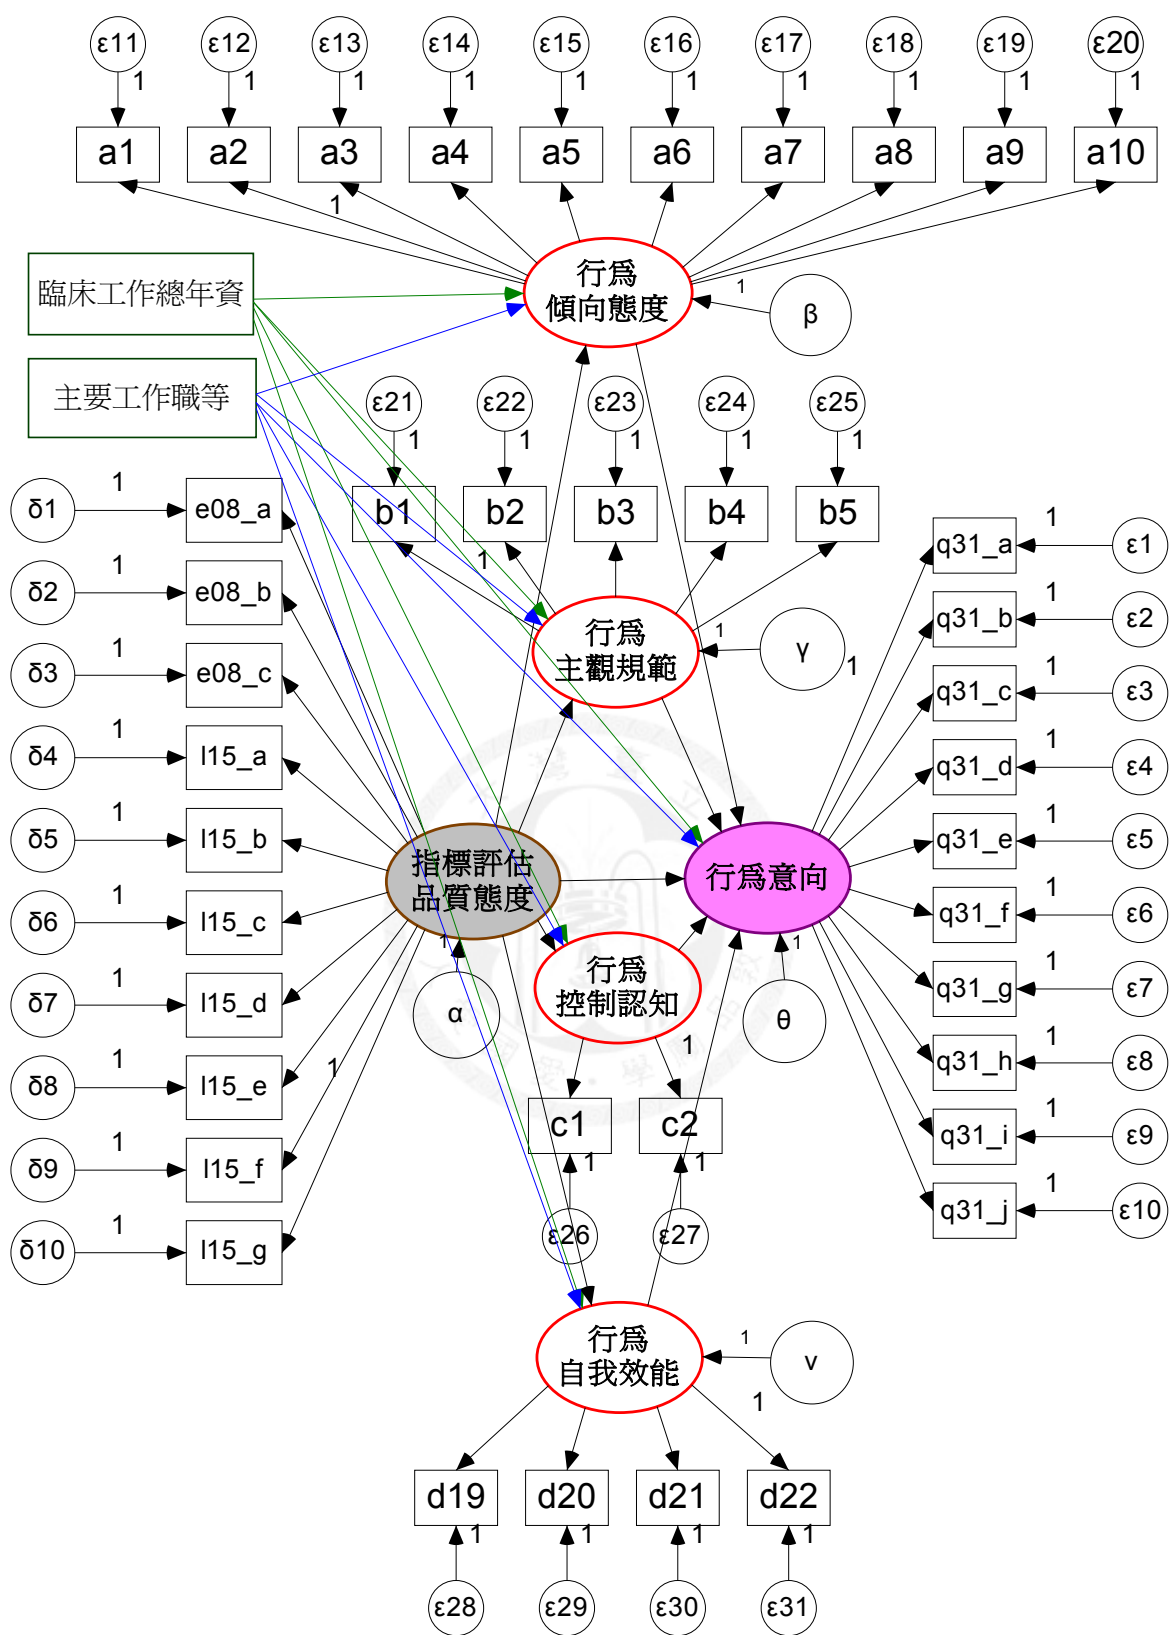 ε11 ε12 ε13 ε14 ε15 ε16 ε17 ε18 ε19 ε20
1 1 1 1 1 1 1 1 1 1
a1 a2 a3 a4 a5 a6 a7 a8 a9 a10
1
臨床工作總年資
行為
傾向態度
1
β
主要工作職等
ε21 ε22 ε23 ε24 ε25
1 1 1 1 1
b1 b2 b3 b4 b5
1
行為
主觀規範
1
γ
1
δ1 1 e08_a
δ2 1 e08_b
δ3 1 e08_c
δ4 1 l15_a
δ5 1 l15_b
δ6 1 l15_c
δ7 1 l15_d
δ8 1 l15_e
1
δ9 1 l15_f
δ10 1 l15_g
指標評估
品質態度
1
α
行為意向
1
θ
q31_a 1 ε1
q31_b 1 ε2
q31_c 1 ε3
q31_d 1 ε4
q31_e 1 ε5
q31_f 1 ε6
q31_g 1 ε7
q31_h 1 ε8
q31_i 1 ε9
q31_j 1 ε10
行為
控制認知
1
c1 c2
1 1
ε26 ε27
行為
自我效能
1
ν
1
d19 d20 d21 d22
1 1 1 1
ε28 ε29 ε30 ε31